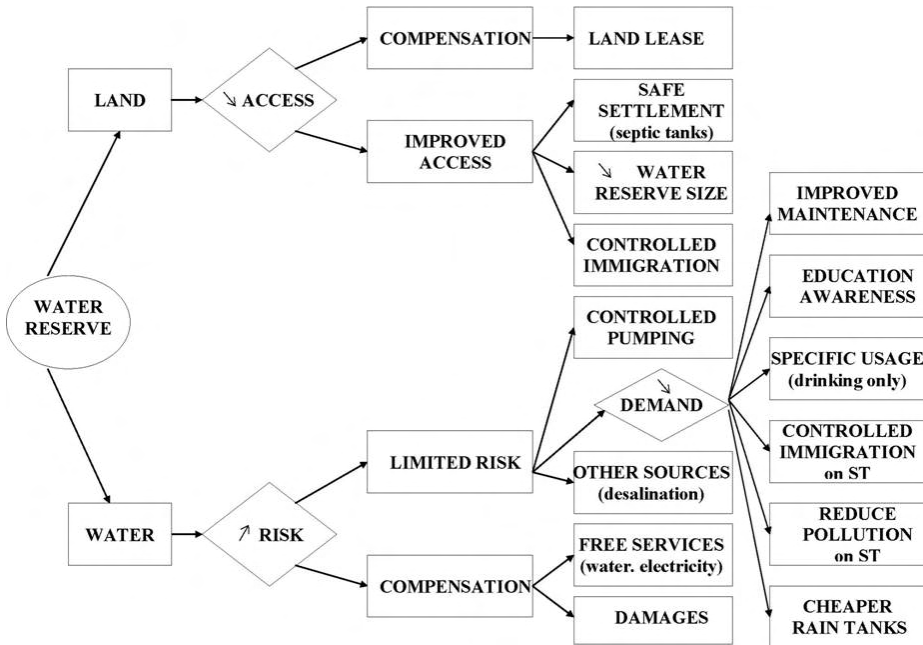 COMPENSATION
LAND LEASE
LAND
↘ ACCESS
SAFE
SETTLEMENT
(septic tanks)
IMPROVED
ACCESS
↘ WATER
RESERVE SIZE
CONTROLLED
IMMIGRATION
WATER
RESERVE
CONTROLLED
PUMPING
↘
DEMAND
IMPROVED
MAINTENANCE
EDUCATION
AWARENESS
SPECIFIC USAGE
(drinking only)
CONTROLLED
IMMIGRATION
on ST
REDUCE
POLLUTION
on ST
CHEAPER
RAIN TANKS
LIMITED RISK
OTHER SOURCES
(desalination)
WATER
↗ RISK
FREE SERVICES
(water. electricity)
COMPENSATION
DAMAGES